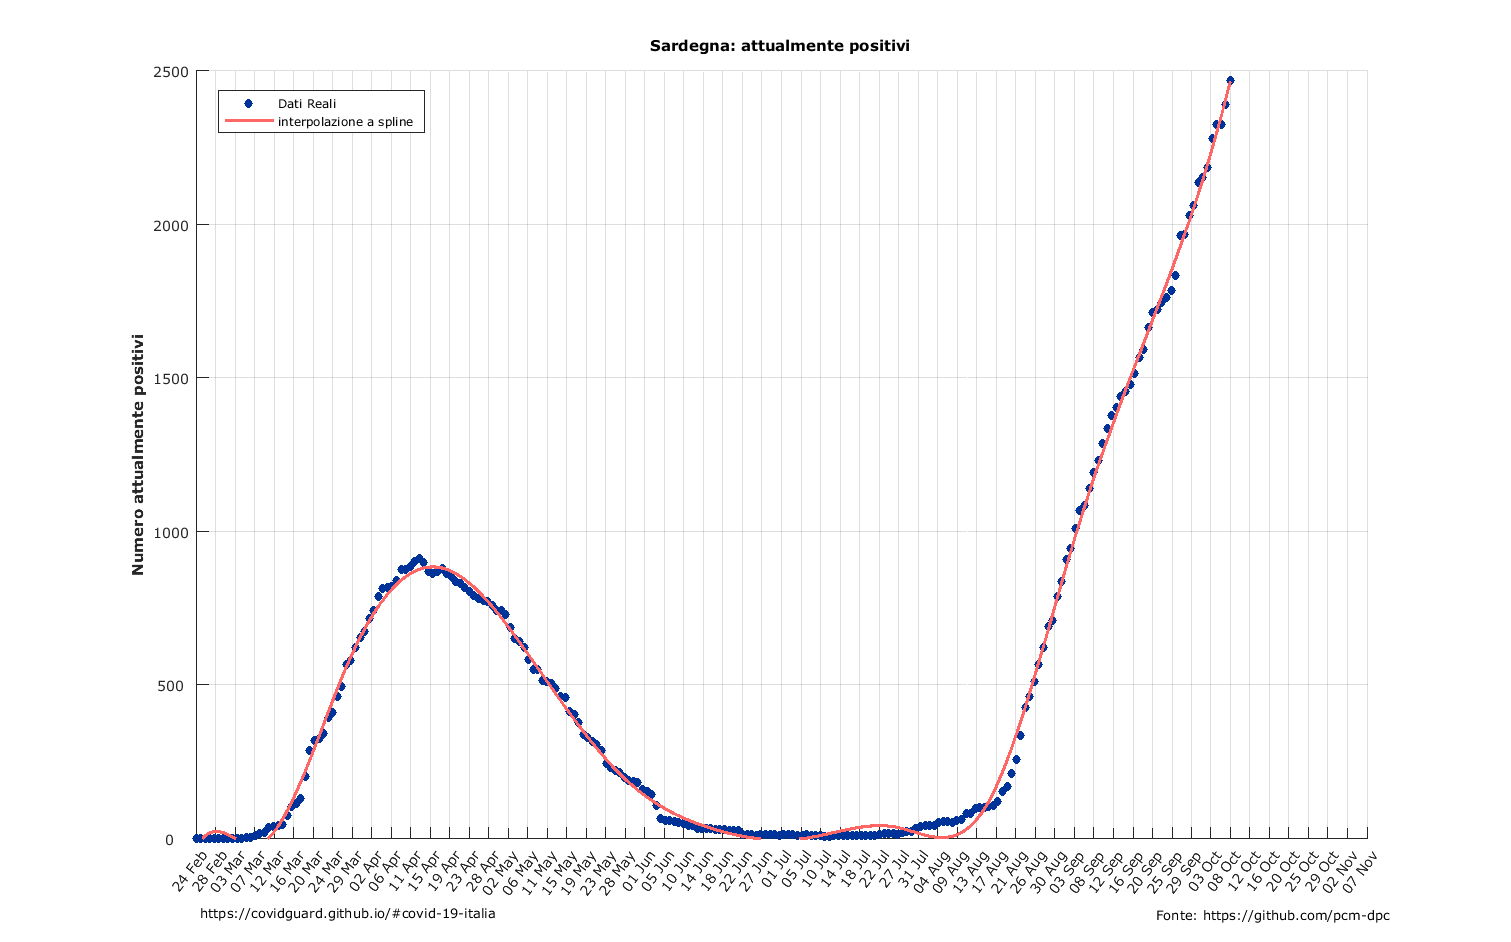 Sardegna: attualmente positivi
Dati Reali
interpolazione a spline
Numero attualmente positivi
2500
2000
1500
1000
500
0
24 Feb
28 Feb
03 Mar
07 Mar
12 Mar
16 Mar
20 Mar
24 Mar
29 Mar
02 Apr
06 Apr
11 Apr
15 Apr
19 Apr
23 Apr
28 Apr
02 May
06 May
11 May
15 May
19 May
23 May
28 May
01 Jun
05 Jun
10 Jun
14 Jun
18 Jun
22 Jun
27 Jun
01 Jul
05 Jul
10 Jul
14 Jul
18 Jul
22 Jul
27 Jul
31 Jul
04 Aug
09 Aug
13 Aug
17 Aug
21 Aug
26 Aug
30 Aug
03 Sep
08 Sep
12 Sep
16 Sep
20 Sep
25 Sep
29 Sep
03 Oct
08 Oct
12 Oct
16 Oct
20 Oct
25 Oct
29 Oct
02 Nov
07 Nov
https://covidguard.github.io/#covid-19-italia
Fonte: https://github.com/pcm-dpc